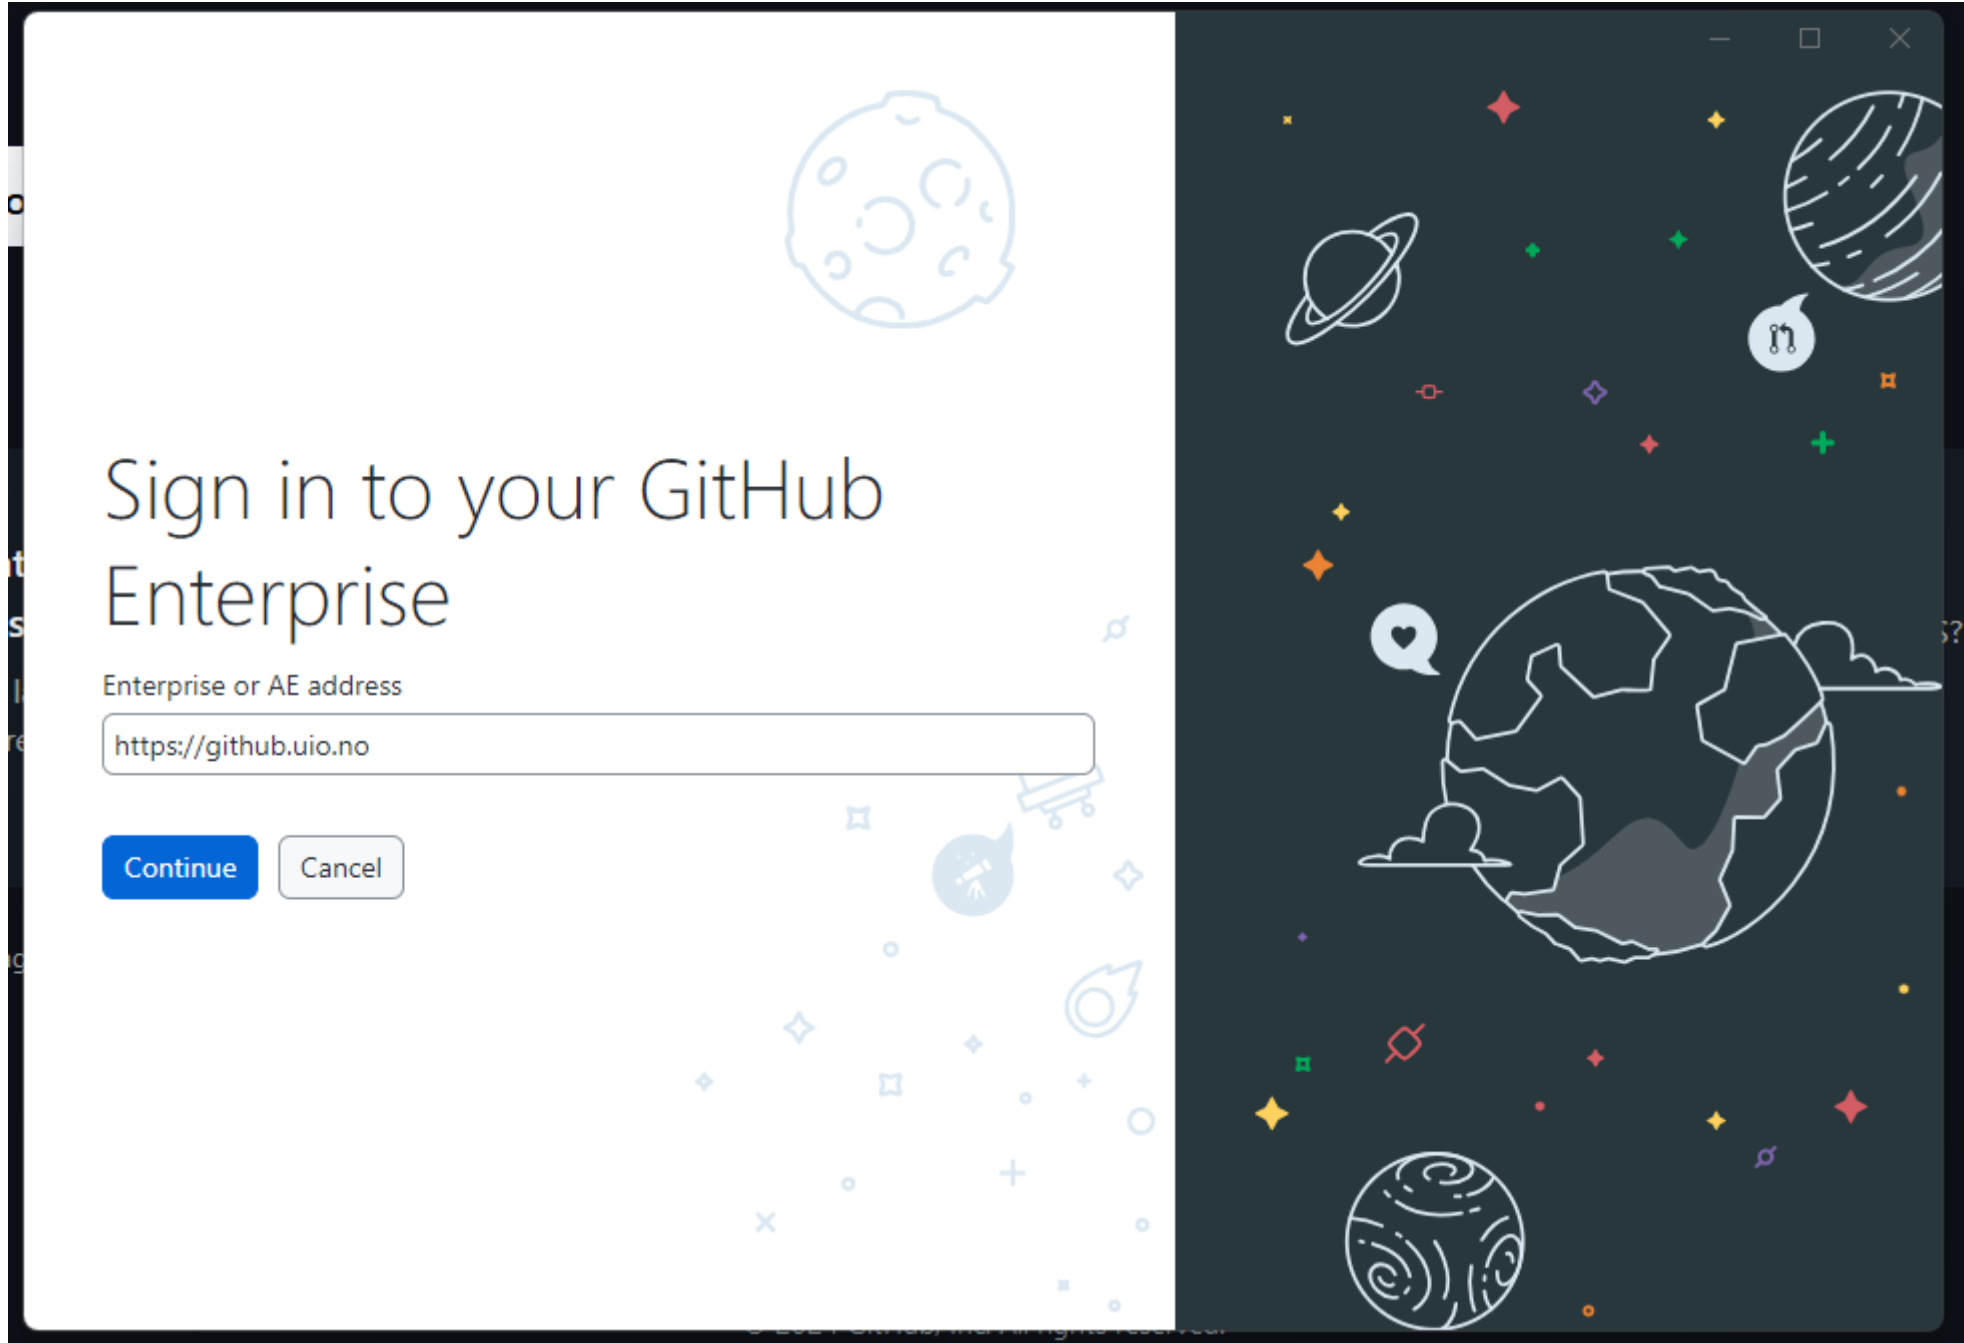 Sign in to your GitHub
Enterprise
Enterprise or AE address
https://github.uio.no
Continue
Cancel